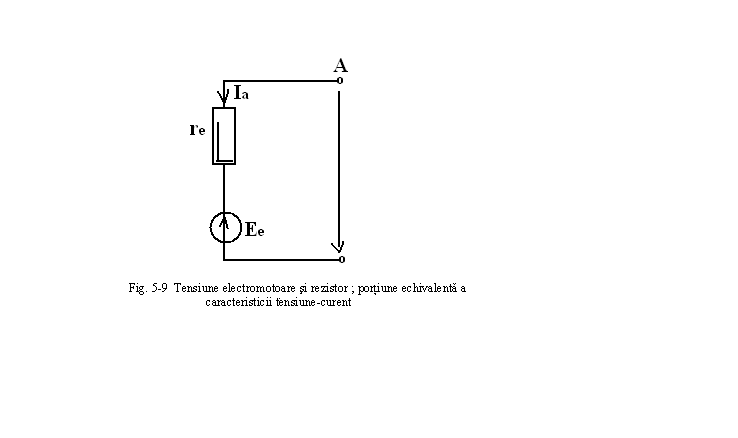 A
Ia
re
Ee
Fig. 5-9 Tensiune electromotoare şi rezistor ; porţiune echivalentă a
caracteristicii tensiune-curent